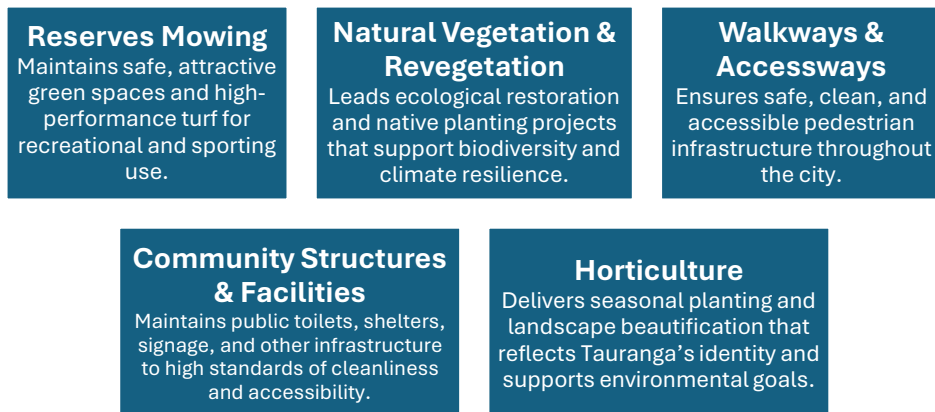 Reserves Mowing
Maintains safe, attractive
green spaces and high-
performance turf for
recreational and sporting
use.
Natural Vegetation &
Revegetation
Leads ecological restoration
and native planting projects
that support biodiversity and
climate resilience.
Walkways &
Accessways
Ensures safe, clean, and
accessible pedestrian
infrastructure throughout
the city.
Community Structures
& Facilities
Maintains public toilets, shelters,
signage, and other infrastructure
to high standards of cleanliness
and accessibility.
Horticulture
Delivers seasonal planting and
landscape beautification that
reflects Tauranga’s identity and
supports environmental goals.